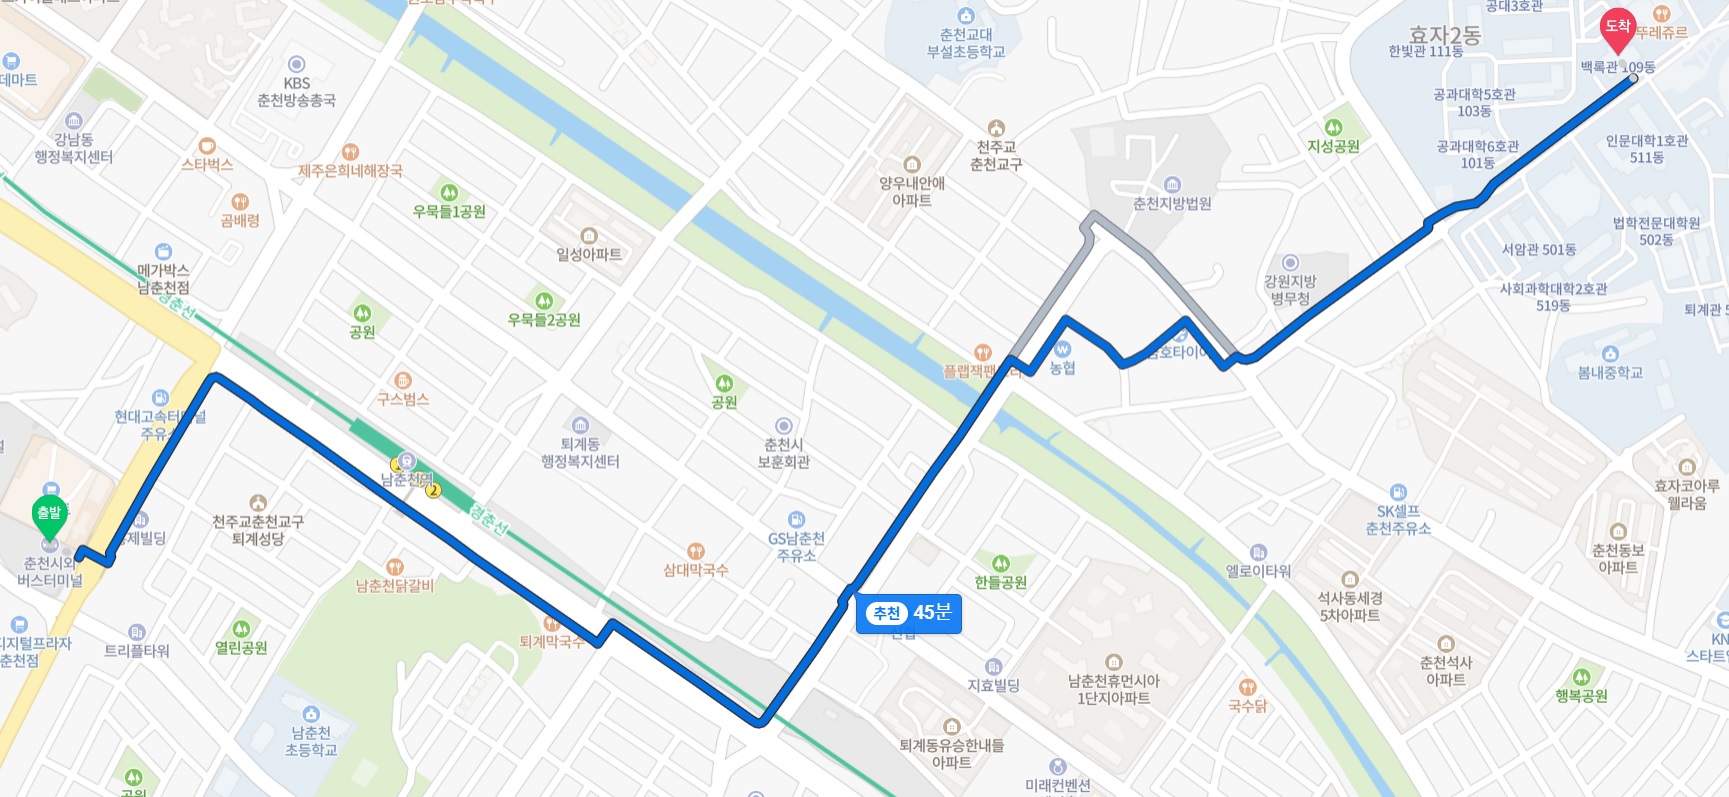 공대3호관
효자2동
도착
뚜레쥬르
한빛관 111동
백록관 109동
춘천교대
부설초등학교
데마트
KBS
춘천방송총국
공과대학5호관
103동
강남동
행정복지센터
스타벅스
제주은희네해장국
천주교
춘천교구
지성공원
공과대학6호관
101동
인문대학1호관
511동
양우내안애
아파트
춘천지방법원
우묵들1공원
곰배령
일성아파트
서암관 501동
법학전문대학원
502동
메가박스
남춘천점
경춘선
강원지방
병무청
사회과학대학2호관
519동
퇴계관
공원
우묵들2공원
농협
봄내중학교
구스범스
공원
현대고속터미널
주유소
퇴계동
행정복지센터
춘천시
보훈회관
남춘천역
2
경춘선
효자코아루
웰라움
SK셀프
춘천주유소
출발
천주교춘천교구
퇴계성당
GS남춘천
주유소
춘천시외
버스터미널
삼대막국수
한들공원
엘로이타워
춘천동보
아파트
남춘천닭갈비
추천 45분
석사동세경
5차아파트
디지털프라자
춘천점
트리플타워
열린공원
퇴계막국수
지효빌딩
남춘천휴먼시아
1단지아파트
춘천석사
아파트
국수닭
행복공원
남춘천
초등학교
퇴계동유승한내들
아파트
미래컨벤션
공원